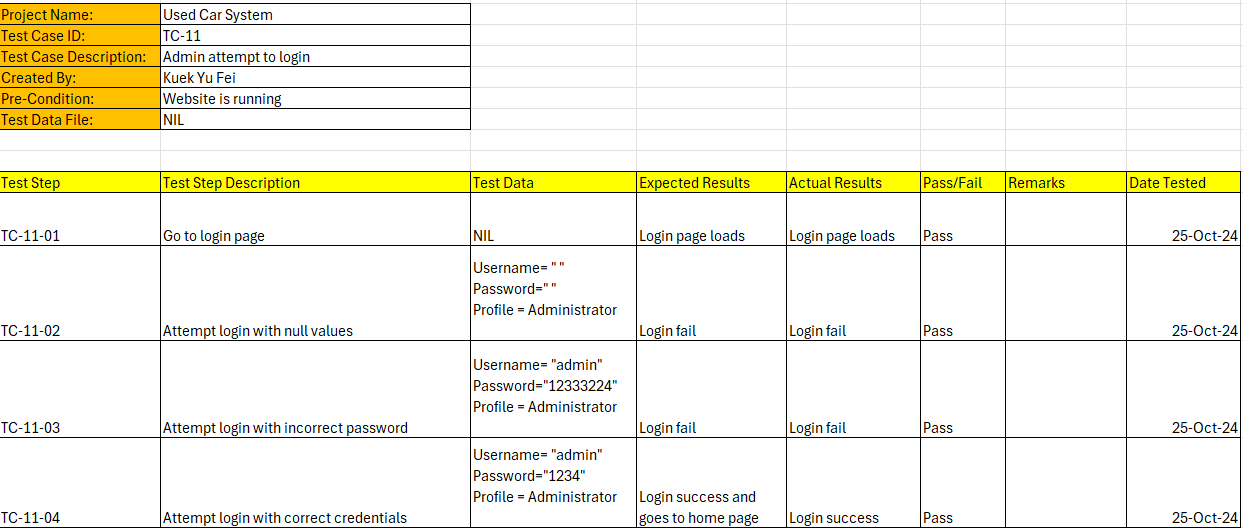 Project Name: Used Car System
Test Case ID: TC-11
Test Case Description: Admin attempt to login
Created By: Kuek Yu Fei
Pre-Condition: Website is running
Test Data File: NIL
Test Step Test Step Description Test Data Expected Results Actual Results Pass/Fail Remarks Date Tested
TC-11-01 Go to login page NIL Login page loads Login page loads Pass 25-Oct-24
Username= " "
Password=" "
Profile = Administrator
TC-11-02 Attempt login with null values Login fail Login fail Pass 25-Oct-24
Username= "admin"
Password="12333224"
Profile = Administrator
TC-11-03 Attempt login with incorrect password Login fail Login fail Pass 25-Oct-24
Username= "admin"
Password="1234"
Profile = Administrator Login success and
TC-11-04 Attempt login with correct credentials goes to home page Login success Pass 25-Oct-24